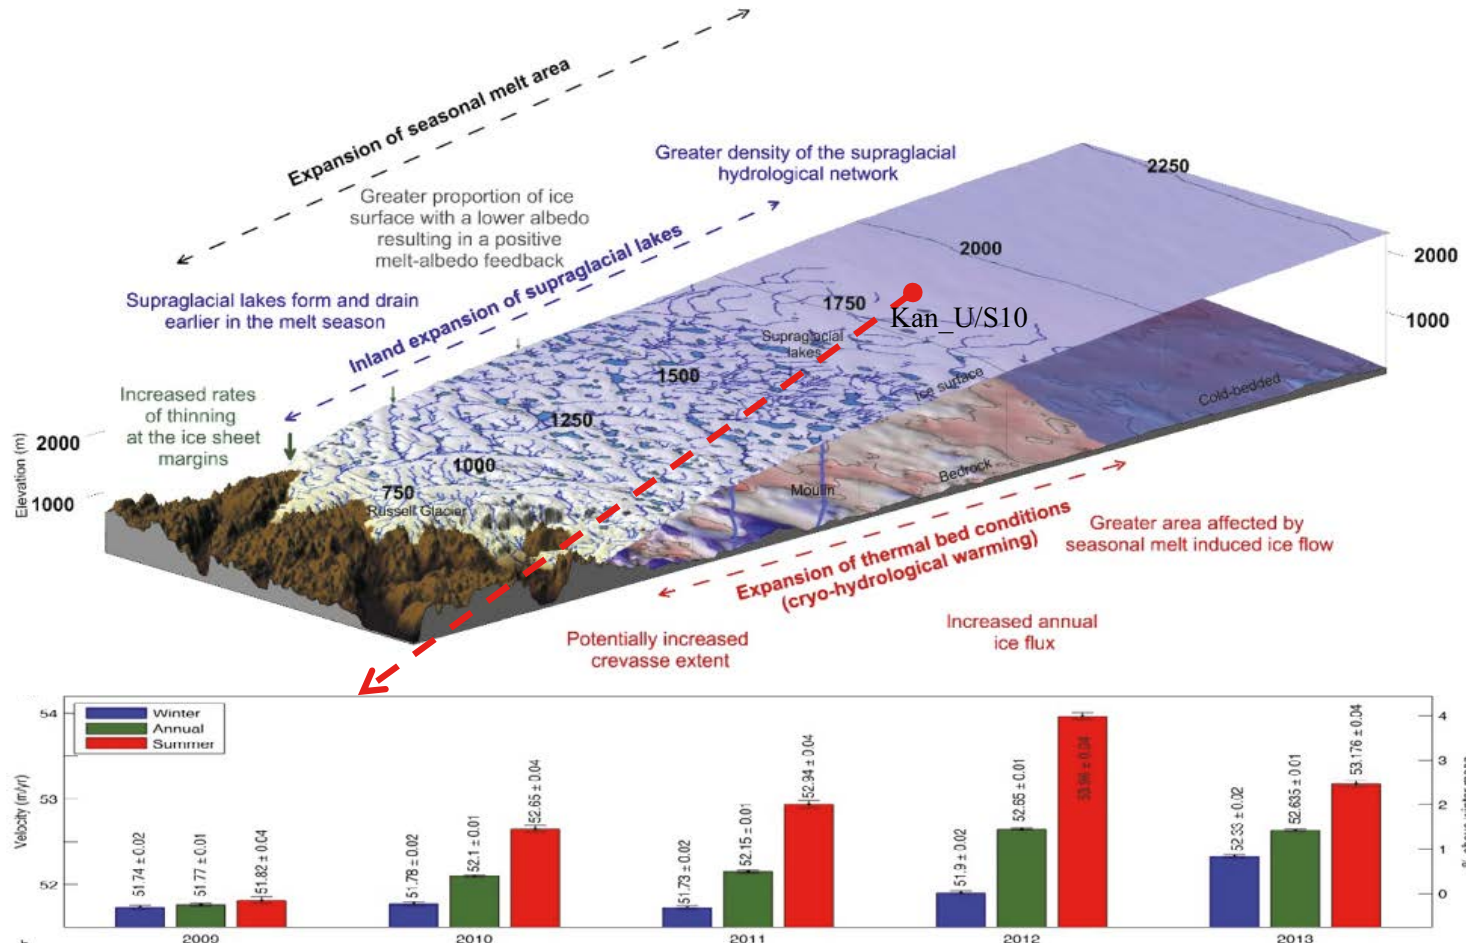 Expansion of seasonal melt area
Greater density of the supraglacial
hydrological network
Greater proportion of ice
surface with a lower albedo
resulting in a positive
melt-albedo feedback
Inland expansion of supraglacial lakes
Supraglacial lakes form and drain
earlier in the melt season
Increased rates
of thinning
at the ice sheet
margins
2250
2000
1750
Kan_U/S10
Supraglacial
lakes
1500
1250
1000
750
Russell Glacier
Ice surface
Cold-bedded
Bedrock
Moulin
2000
1000
Elevation (m)
2000
1000
Expansion of thermal bed conditions
(cryo-hydrological warming)
Greater area affected by
seasonal melt induced ice flow
Increased annual
ice flux
Potentially increased
crevasse extent
Winter
Annual
Summer
Velocity (m/yr)
54
53
52
4
3
2
1
0
51.74 ± 0.02
51.77 ± 0.01
51.82 ± 0.04
51.78 ± 0.02
52.1 ± 0.01
52.65 ± 0.04
51.73 ± 0.02
52.15 ± 0.01
52.94 ± 0.04
51.9 ± 0.02
52.65 ± 0.01
53.96 ± 0.04
52.33 ± 0.02
52.635 ± 0.01
53.176 ± 0.04
2009
2010
2011
2012
2013